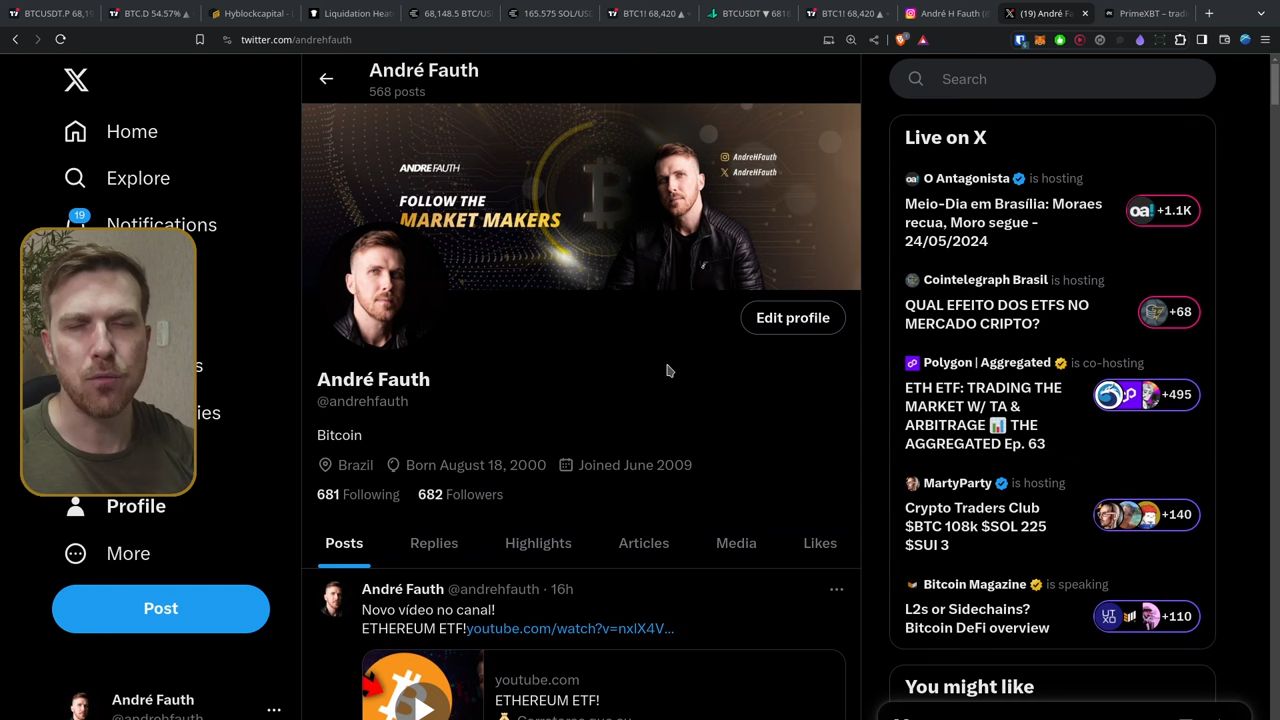 BTCUSDT.P 68,19
BTC.D 54.57% ▲
Hyblockcapital -
Liquidation Heat
68,148.5 BTC/US
165.575 SOL/US
BTC1! 68,420 ▲
BTCUSDT ▼ 681
BTC1! 68,420 ▲
André H Fauth (
(19) André Fa
PrimeXBT – tradi
twitter.com/andrehfauth
André Fauth
568 posts
Search
Home
Explore
19
Notifications
Profile
More
Post
André Fauth
@andrehfauth
ANDRE FAUTH
FOLLOW THE
MARKET MAKERS
AndreHFauth
AndreHFauth
Edit profile
André Fauth
@andrehfauth
Bitcoin
Brazil Born August 18, 2000 Joined June 2009
681 Following 682 Followers
Posts Replies Highlights Articles Media Likes
André Fauth @andrehfauth · 16h
Novo vídeo no canal!
ETHEREUM ETF!youtube.com/watch?v=nxlX4V...
youtube.com
ETHEREUM ETF!
Live on X
O Antagonista is hosting
Meio-Dia em Brasília: Moraes
recua, Moro segue -
24/05/2024
oa! +1.1K
Cointelegraph Brasil is hosting
QUAL EFEITO DOS ETFS NO
MERCADO CRIPTO?
+68
Polygon | Aggregated is co-hosting
ETH ETF: TRADING THE
MARKET W/ TA &
ARBITRAGE 📊 THE
AGGREGATED Ep. 63
+495
MartyParty is hosting
Crypto Traders Club
$BTC 108k $SOL 225
$SUI 3
+140
Bitcoin Magazine is speaking
L2s or Sidechains?
Bitcoin DeFi overview
+110
You might like